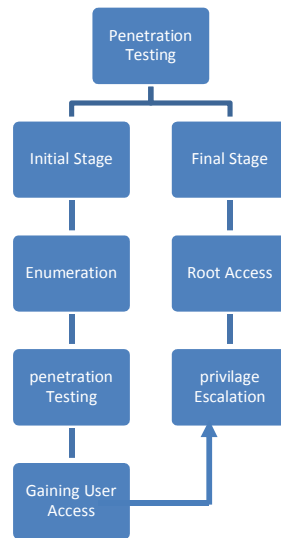 Penetration
Testing
Initial Stage
Final Stage
Enumeration
Root Access
penetration
Testing
privilage
Escalation
Gaining User
Access